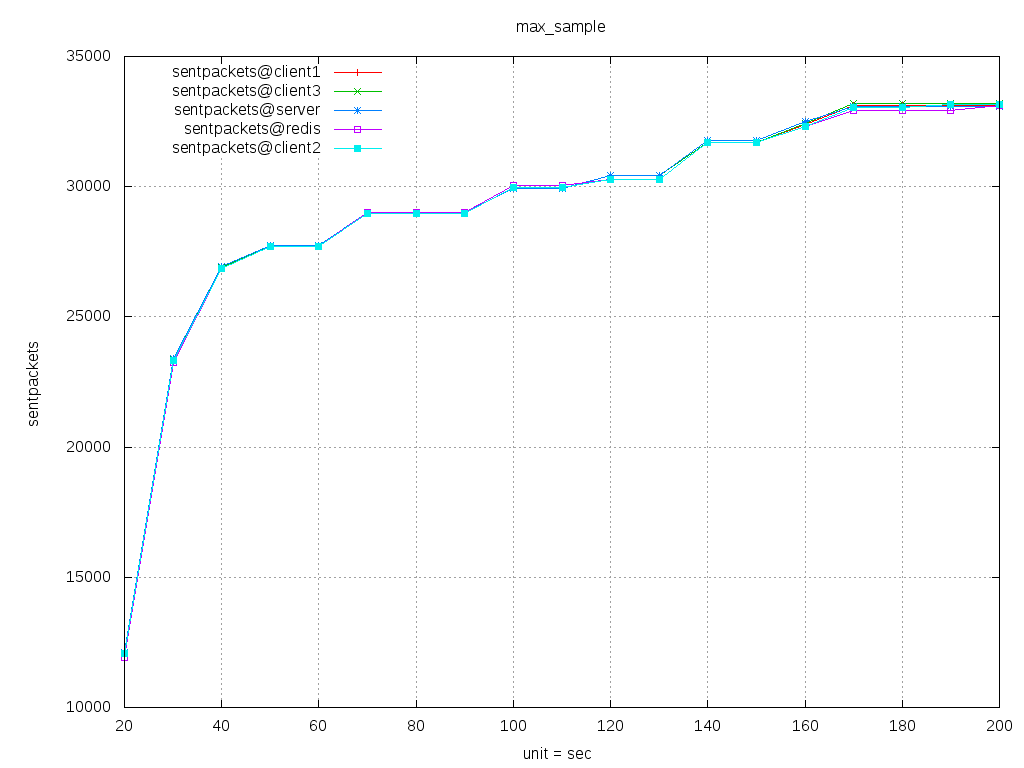 max_sample
35000
30000
25000
20000
15000
10000
sentpackets
sentpackets@client1
sentpackets@client3
sentpackets@server
sentpackets@redis
sentpackets@client2
20 40 60 80 100 120 140 160 180 200
unit = sec